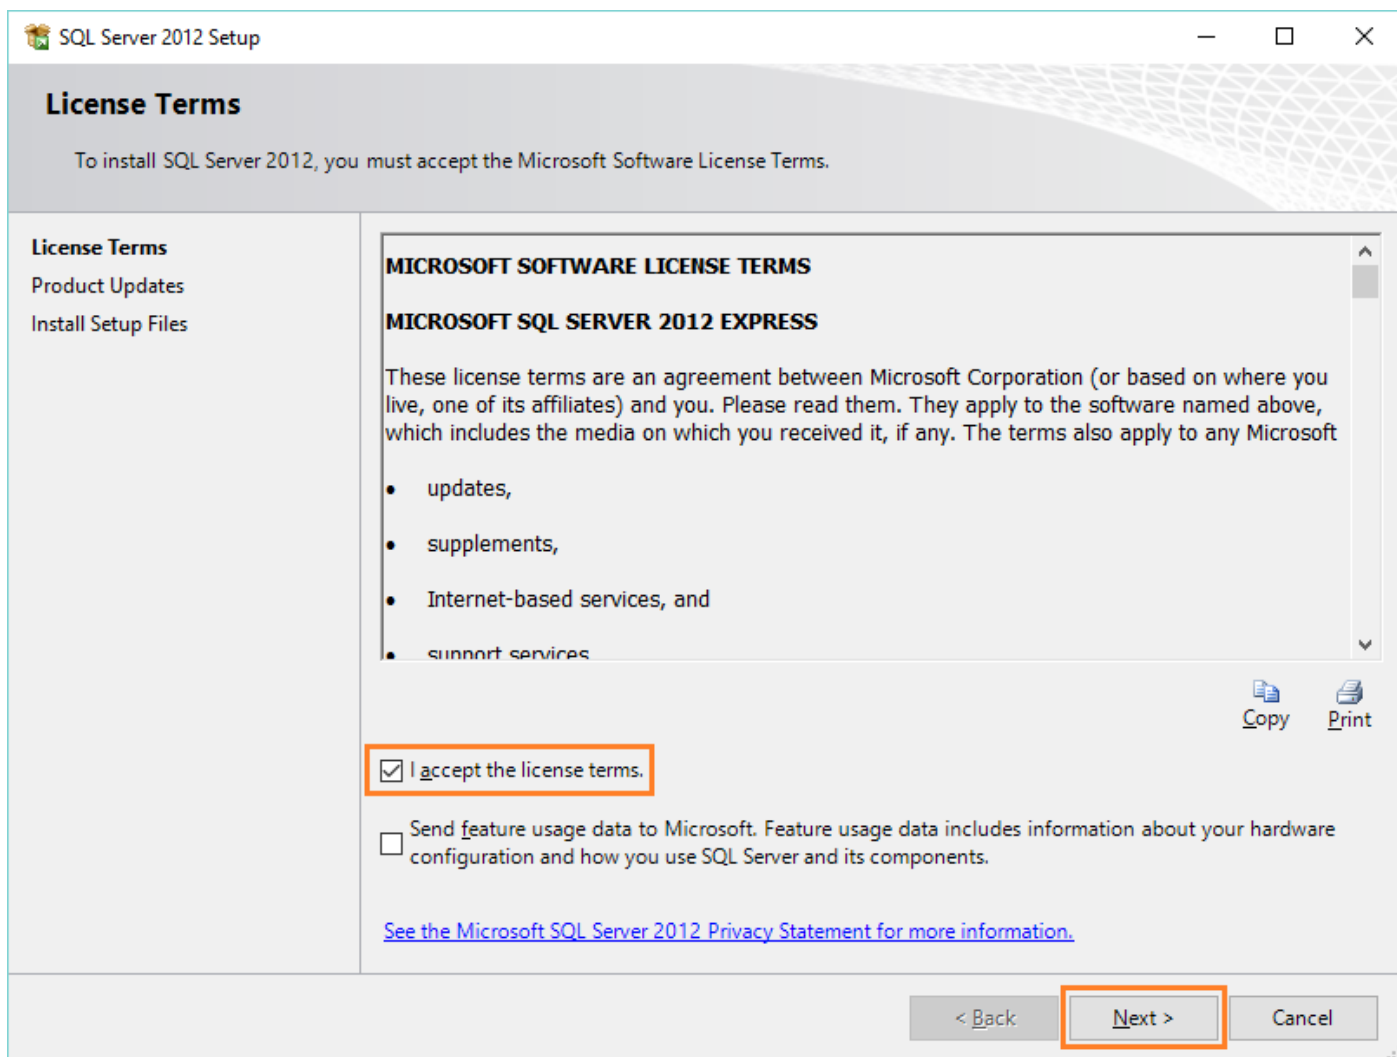 SQL Server 2012 Setup
License Terms
To install SQL Server 2012, you must accept the Microsoft Software License Terms.
License Terms
Product Updates
Install Setup Files
MICROSOFT SOFTWARE LICENSE TERMS
MICROSOFT SQL SERVER 2012 EXPRESS
These license terms are an agreement between Microsoft Corporation (or based on where you
live, one of its affiliates) and you. Please read them. They apply to the software named above,
which includes the media on which you received it, if any. The terms also apply to any Microsoft
• updates,
• supplements,
• Internet-based services, and
• support services
Copy
Print
I accept the license terms.
Send feature usage data to Microsoft. Feature usage data includes information about your hardware
configuration and how you use SQL Server and its components.
See the Microsoft SQL Server 2012 Privacy Statement for more information.
< Back
Next >
Cancel